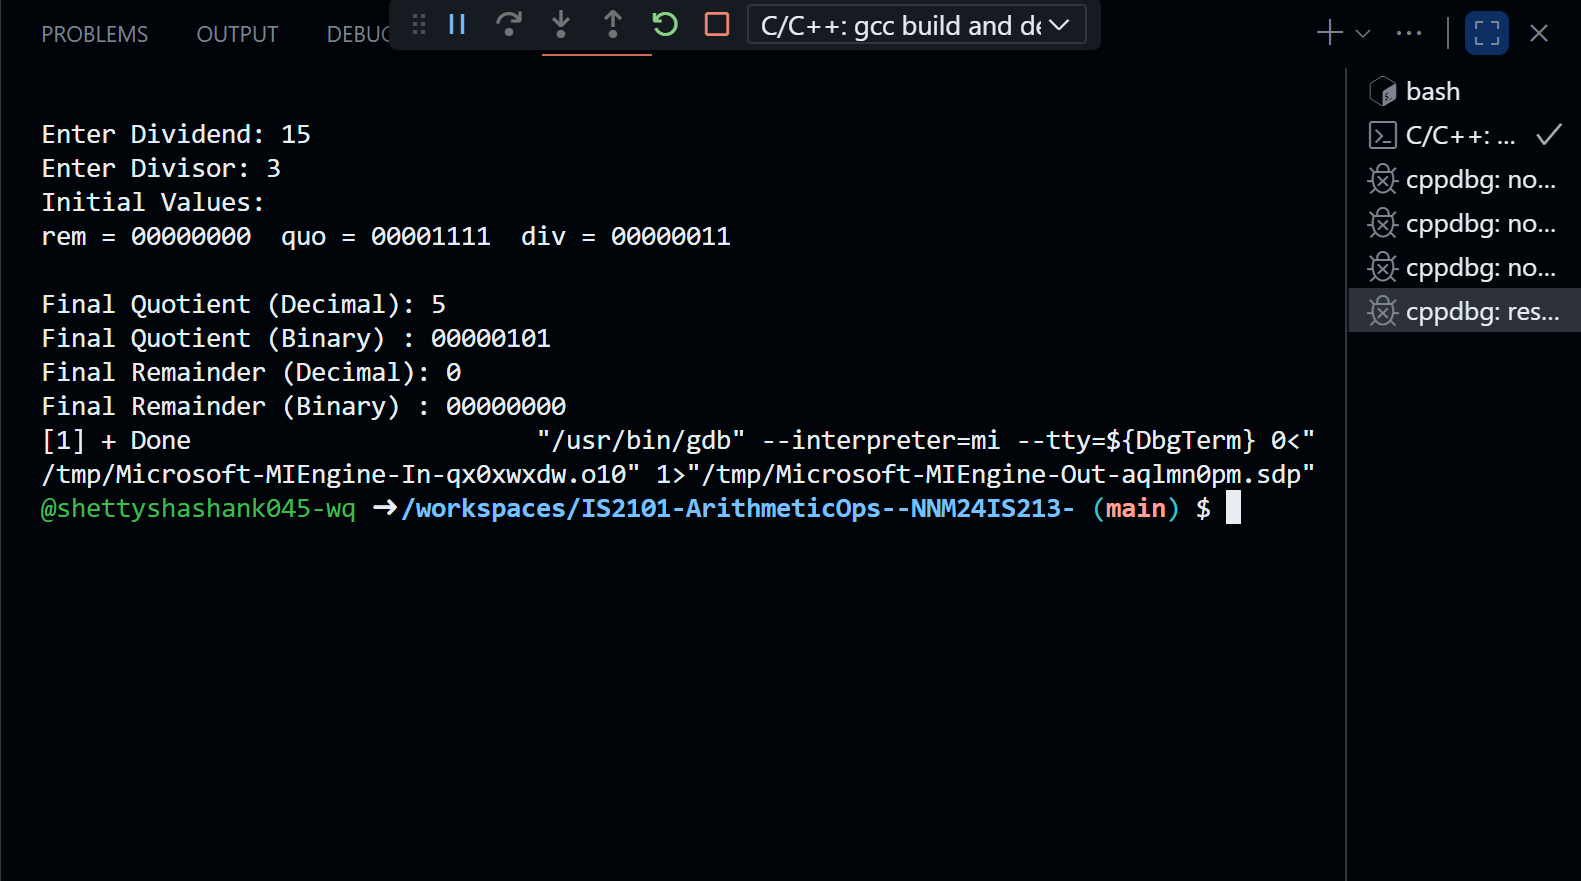 PROBLEMS OUTPUT DEBUG C/C++: gcc build and de
Enter Dividend: 15
Enter Divisor: 3
Initial Values:
rem = 00000000  quo = 00001111  div = 00000011
Final Quotient (Decimal): 5
Final Quotient (Binary) : 00000101
Final Remainder (Decimal): 0
Final Remainder (Binary) : 00000000
[1] + Done                       "/usr/bin/gdb" --interpreter=mi --tty=${DbgTerm} 0<"
/tmp/Microsoft-MIEngine-In-qx0xwxdw.o10" 1>"/tmp/Microsoft-MIEngine-Out-aqlmn0pm.sdp"
@shettyshashank045-wq ➜/workspaces/IS2101-ArithmeticOps--NNM24IS213- (main) $
bash
C/C++: ...
cppdbg: no...
cppdbg: no...
cppdbg: no...
cppdbg: res...